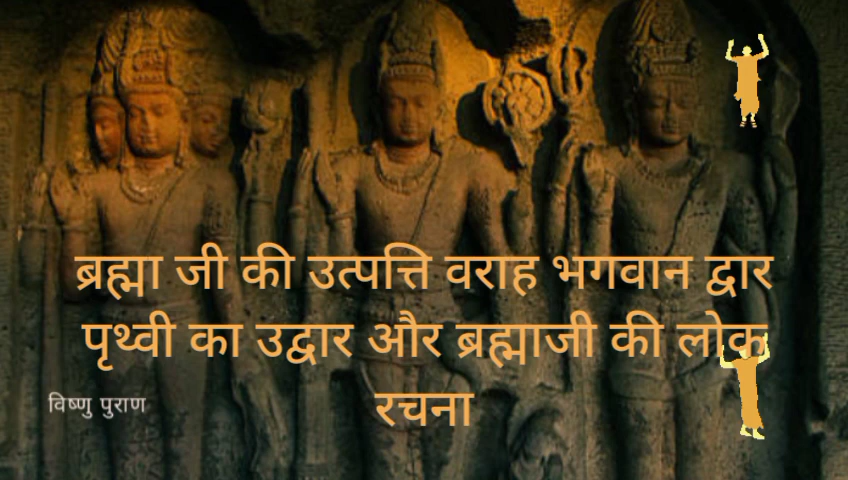 ब्रह्मा जी की उत्पत्ति वराह भगवान द्वार
पृथ्वी का उद्वार और ब्रह्माजी की लोक
रचना
विष्णु पुराण